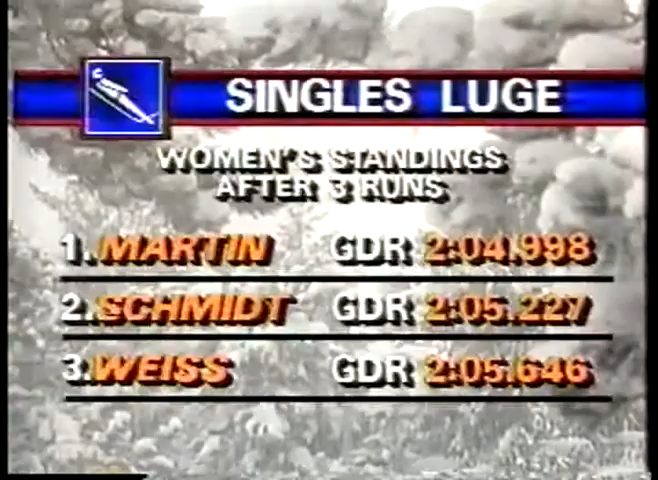 SINGLES LUGE
WOMEN'S STANDINGS
AFTER 3 RUNS
1. MARTIN GDR 2:04.998
2. SCHMIDT GDR 2:05.227
3. WEISS GDR 2:05.646